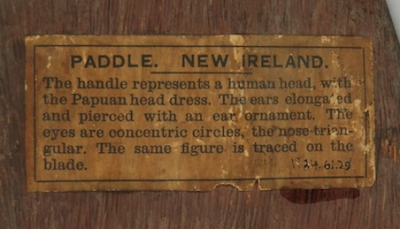 PADDLE. NEW IRELAND.
The handle represents a human head, with
the Papuan head dress. The ears elongated
and pierced with an ear ornament. The
eyes are concentric circles, the nose trian-
gular. The same figure is traced on the
blade.